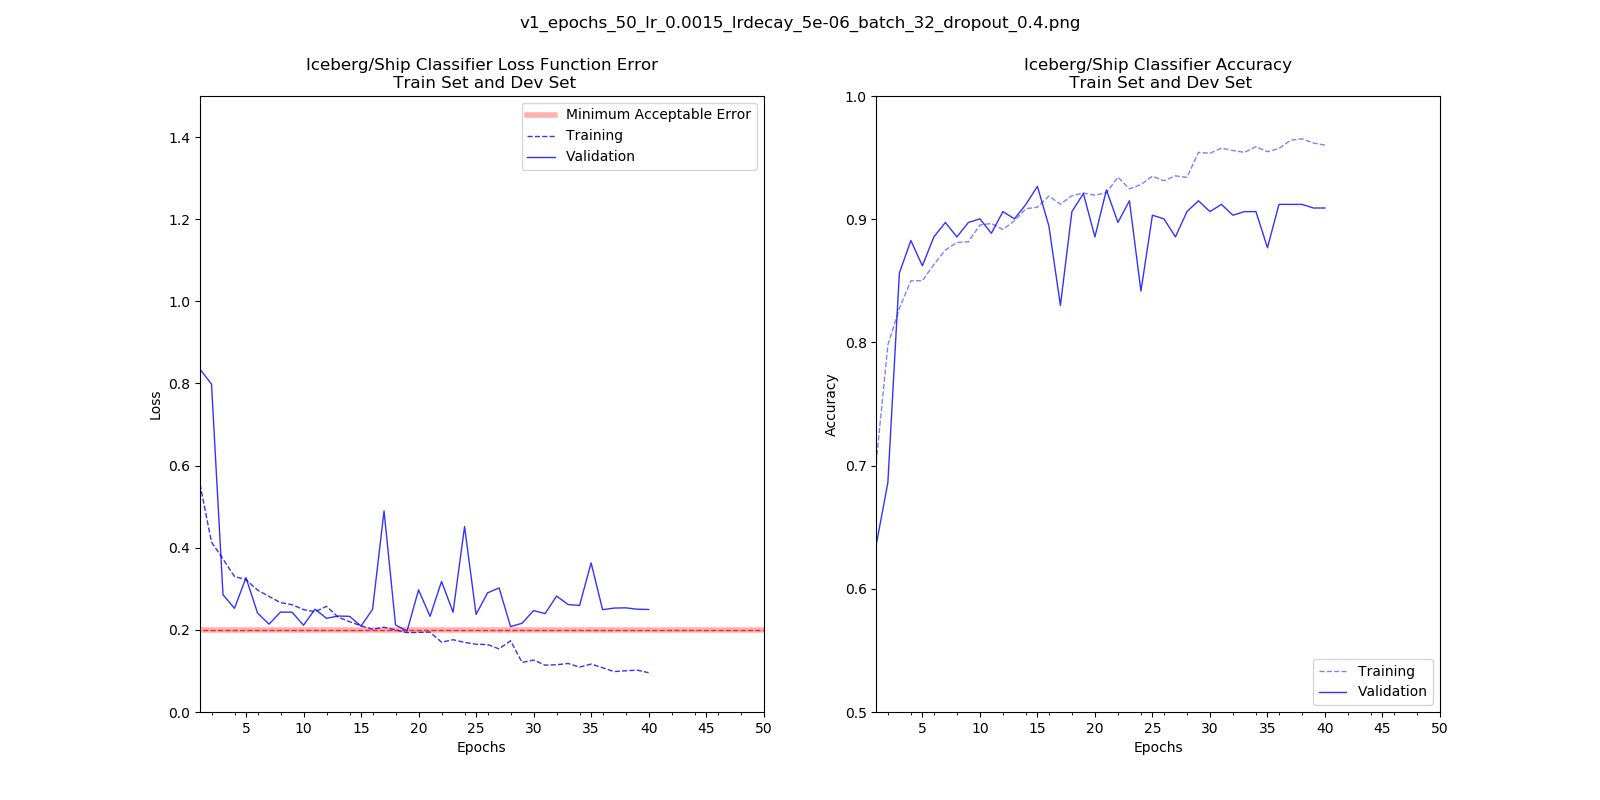 v1_epochs_50_lr_0.0015_lrdecay_5e-06_batch_32_dropout_0.4.png
Iceberg/Ship Classifier Loss Function Error
Train Set and Dev Set
Minimum Acceptable Error
Training
Validation
1.4
1.2
1.0
0.8
0.6
0.4
0.2
0.0
Loss
5 10 15 20 25 30 35 40 45 50
Epochs
Iceberg/Ship Classifier Accuracy
Train Set and Dev Set
1.0
0.9
0.8
0.7
0.6
0.5
Accuracy
Training
Validation
5 10 15 20 25 30 35 40 45 50
Epochs